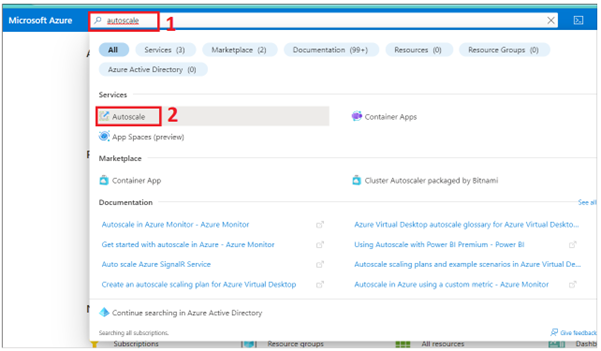 Microsoft Azure autoscale 1
All Services (3) Marketplace (2) Documentation (99+) Resources (0) Resource Groups (0)
Azure Active Directory (0)
Services
Autoscale 2 Container Apps
App Spaces (preview)
Marketplace
Container App Cluster Autoscaler packaged by Bitnami
Documentation See all
Autoscale in Azure Monitor - Azure Monitor Azure Virtual Desktop autoscale glossary for Azure Virtual Deskto...
Get started with autoscale in Azure - Azure Monitor Using Autoscale with Power BI Premium - Power BI
Auto scale Azure SignalR Service Autoscale scaling plans and example scenarios in Azure Virtual De...
Create an autoscale scaling plan for Azure Virtual Desktop Autoscale in Azure using a custom metric - Azure Monitor
Continue searching in Azure Active Directory
Searching all subscriptions. Give feedback
Subscriptions Resource groups All resources Dashb